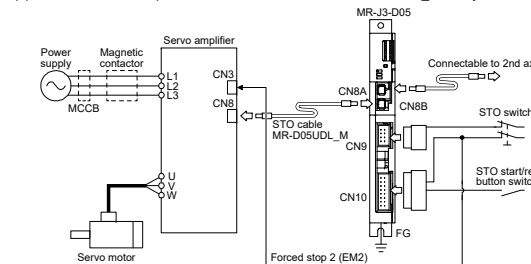 MR-J3-D05
Servo amplifier
Power
supply
Magnetic
contactor
Connectable to 2nd ax
L1
L2
L3
CN3
CN8A
MCCB
CN8
CN8B
STO switch
STO cable
MR-D05UDL_M
CN9
STO start/re
button switc
U
V
W
CN10
FG
Servo motor
Forced stop 2 (EM2)